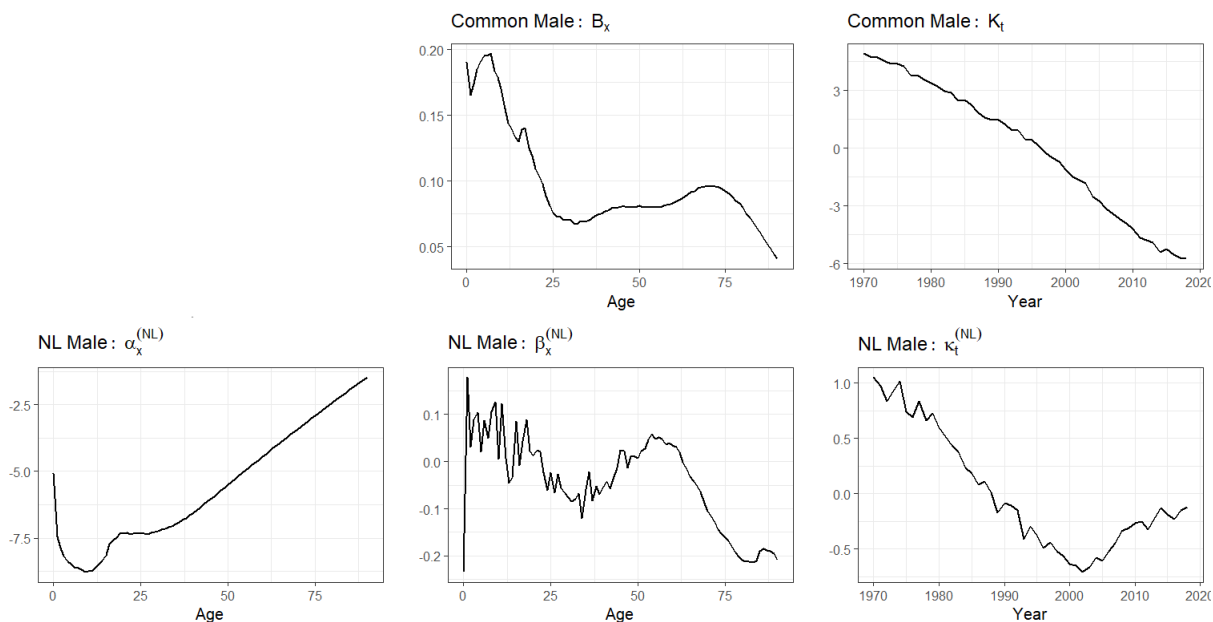 Common Male : Bₓ
0.20
0.15
0.10
0.05
0 25 50 75
Age
Common Male : Kₜ
3
0
-3
-6
1970 1980 1990 2000 2010 2020
Year
NL Male : αₓ^(NL)
-2.5
-5.0
-7.5
0 25 50 75
Age
NL Male : βₓ^(NL)
0.1
0.0
-0.1
-0.2
0 25 50 75
Age
NL Male : κₜ^(NL)
1.0
0.5
0.0
-0.5
1970 1980 1990 2000 2010 2020
Year